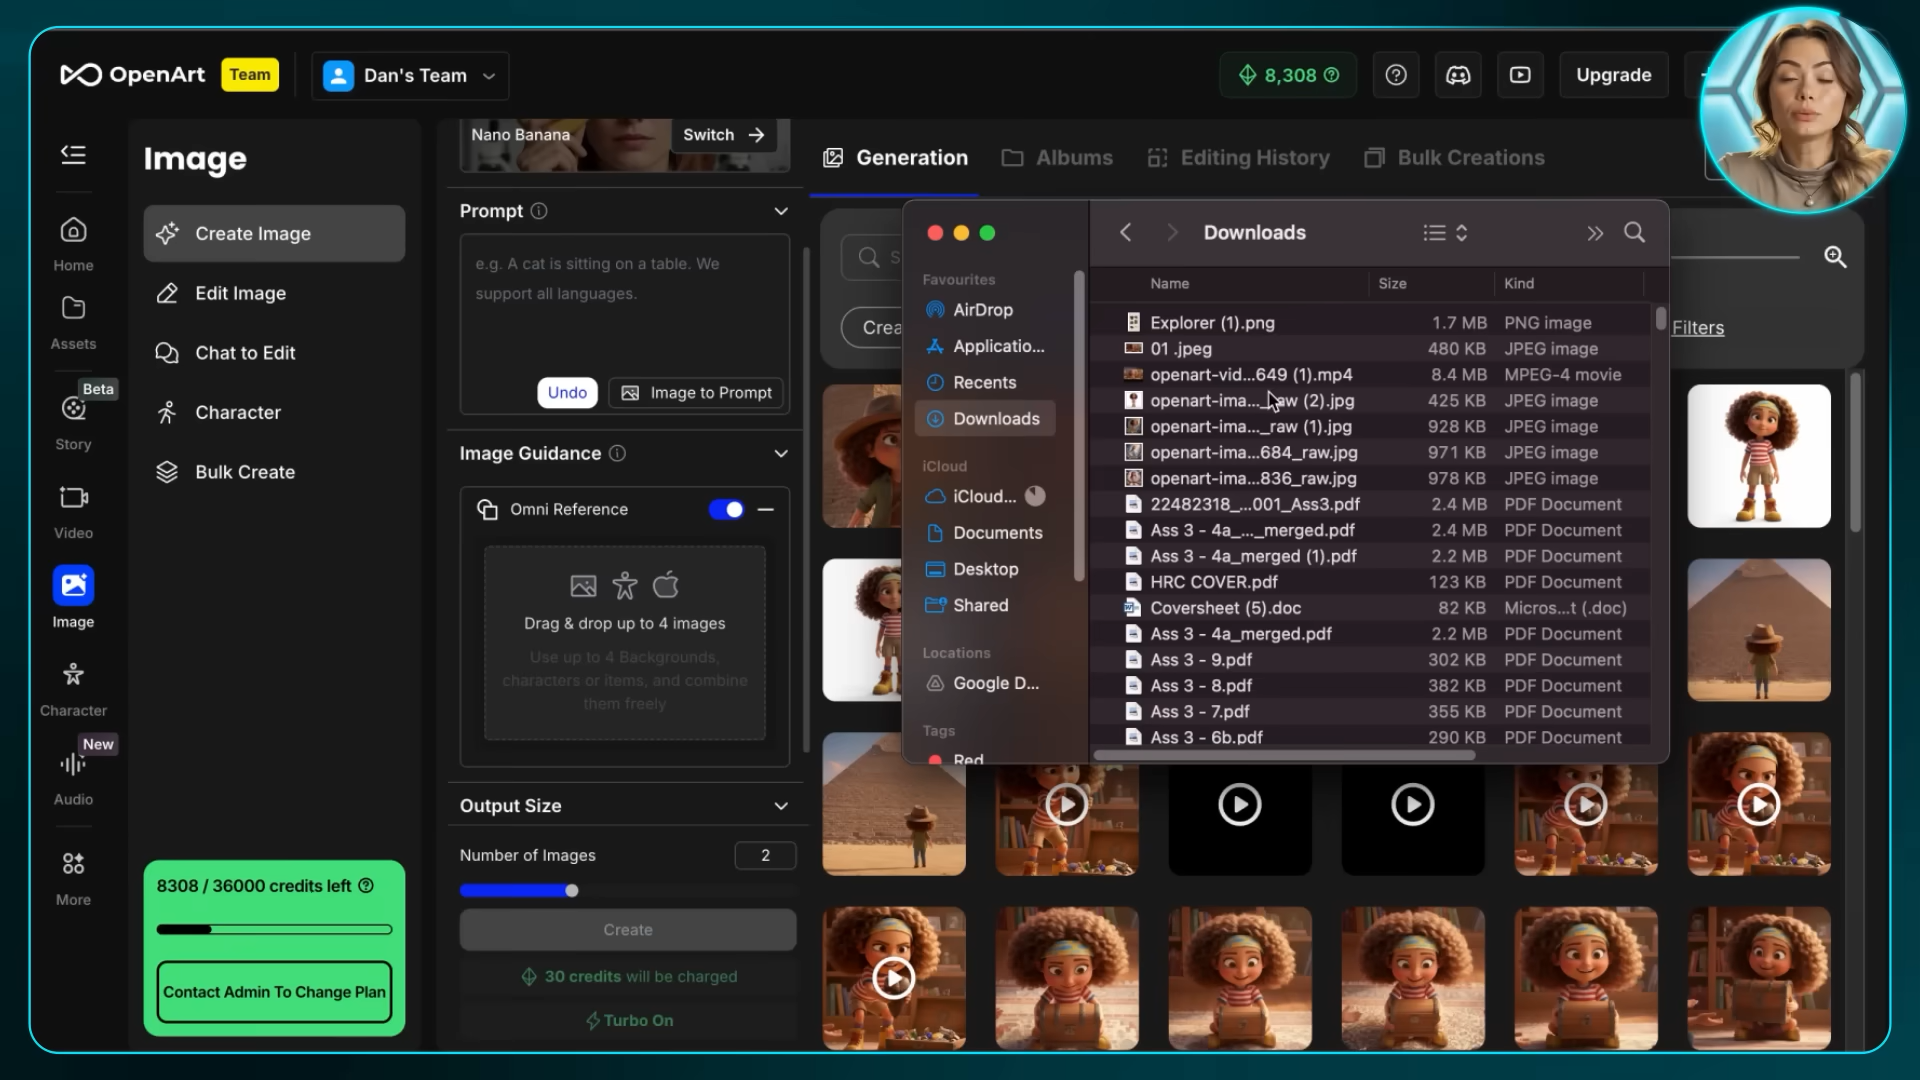 OpenArt
Team
Dan's Team
8,308
Upgrade
Home
Assets
Beta
Story
Video
Image
Character
New
Audio
More
Image
Create Image
Edit Image
Chat to Edit
Character
Bulk Create
8308 / 36000 credits left
Contact Admin To Change Plan
Nano Banana
Switch
Prompt
e.g. A cat is sitting on a table. We
support all languages.
Undo
Image to Prompt
Image Guidance
Omni Reference
Drag & drop up to 4 images
Use up to 4 Backgrounds,
characters or items, and combine
them freely
Output Size
Number of Images
2
Create
30 credits will be charged
Turbo On
Generation
Albums
Editing History
Bulk Creations
S
Crea
Filters
Favourites
AirDrop
Applicatio...
Recents
Downloads
iCloud
iCloud...
Documents
Desktop
Shared
Locations
Google D...
Tags
Red
Downloads
Name Size Kind
Explorer (1).png 1.7 MB PNG image
01 .jpeg 480 KB JPEG image
openart-vid...649 (1).mp4 8.4 MB MPEG-4 movie
openart-ima..._raw (2).jpg 425 KB JPEG image
openart-ima..._raw (1).jpg 928 KB JPEG image
openart-ima...684_raw.jpg 971 KB JPEG image
openart-ima...836_raw.jpg 978 KB JPEG image
22482318_...001_Ass3.pdf 2.4 MB PDF Document
Ass 3 - 4a_..._merged.pdf 2.4 MB PDF Document
Ass 3 - 4a_merged (1).pdf 2.2 MB PDF Document
HRC COVER.pdf 123 KB PDF Document
Coversheet (5).doc 82 KB Micros...t (.doc)
Ass 3 - 4a_merged.pdf 2.2 MB PDF Document
Ass 3 - 9.pdf 302 KB PDF Document
Ass 3 - 8.pdf 382 KB PDF Document
Ass 3 - 7.pdf 355 KB PDF Document
Ass 3 - 6b.pdf 290 KB PDF Document